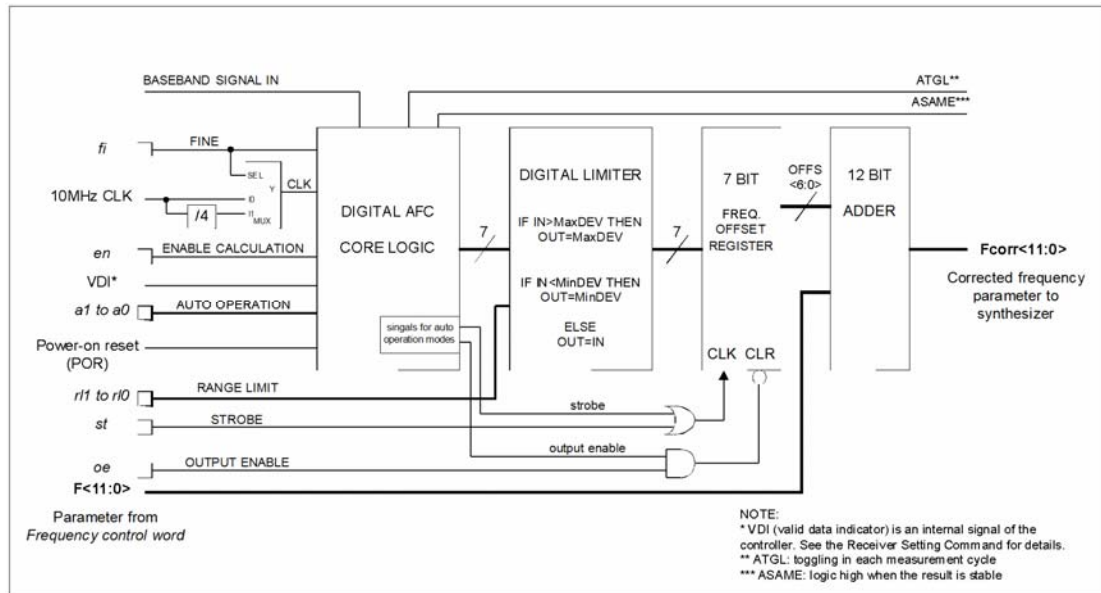 BASEBAND SIGNAL IN
ATGL**
ASAME***
fi
FINE
SEL
Y
10MHz CLK
I0
CLK
/4
I1
MUX
DIGITAL AFC
CORE LOGIC
en
ENABLE CALCULATION
VDI*
a1 to a0
AUTO OPERATION
Power-on reset
(POR)
singals for auto
operation modes
7
DIGITAL LIMITER
IF IN>MaxDEV THEN
OUT=MaxDEV
IF IN<MinDEV THEN
OUT=MinDEV
ELSE
OUT=IN
7
7 BIT
FREQ.
OFFSET
REGISTER
CLK CLR
OFFS
<6:0>
12 BIT
ADDER
Fcorr<11:0>
Corrected frequency
parameter to
synthesizer
rl1 to rl0
RANGE LIMIT
strobe
st
STROBE
output enable
oe
OUTPUT ENABLE
F<11:0>
Parameter from
Frequency control word
NOTE:
* VDI (valid data indicator) is an internal signal of the
controller. See the Receiver Setting Command for details.
** ATGL: toggling in each measurement cycle
*** ASAME: logic high when the result is stable